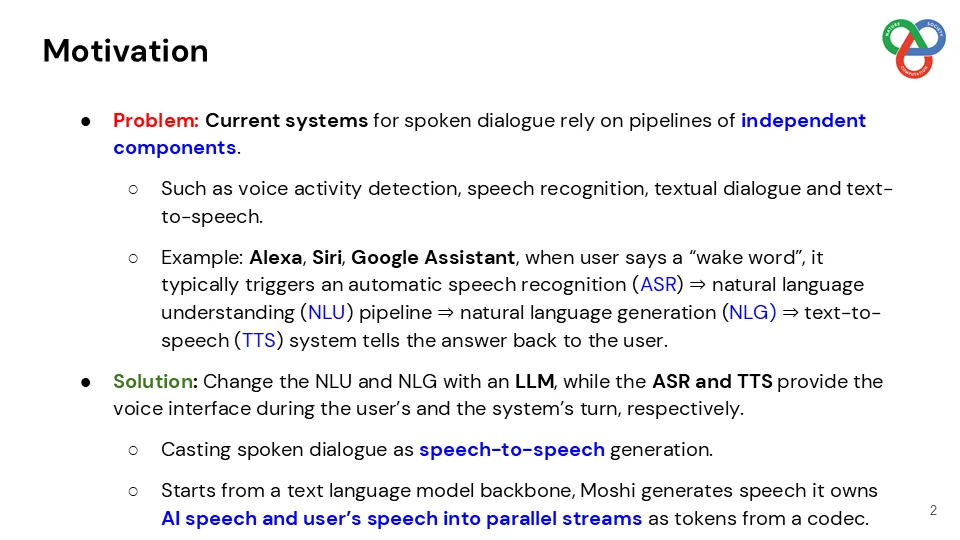 Motivation
NATURE
SOCIETY
COMPUTATION
● Problem: Current systems for spoken dialogue rely on pipelines of independent
components.
○ Such as voice activity detection, speech recognition, textual dialogue and text-
to-speech.
○ Example: Alexa, Siri, Google Assistant, when user says a “wake word”, it
typically triggers an automatic speech recognition (ASR) ⇒ natural language
understanding (NLU) pipeline ⇒ natural language generation (NLG) ⇒ text-to-
speech (TTS) system tells the answer back to the user.
● Solution: Change the NLU and NLG with an LLM, while the ASR and TTS provide the
voice interface during the user’s and the system’s turn, respectively.
○ Casting spoken dialogue as speech-to-speech generation.
○ Starts from a text language model backbone, Moshi generates speech it owns
AI speech and user’s speech into parallel streams as tokens from a codec.
2